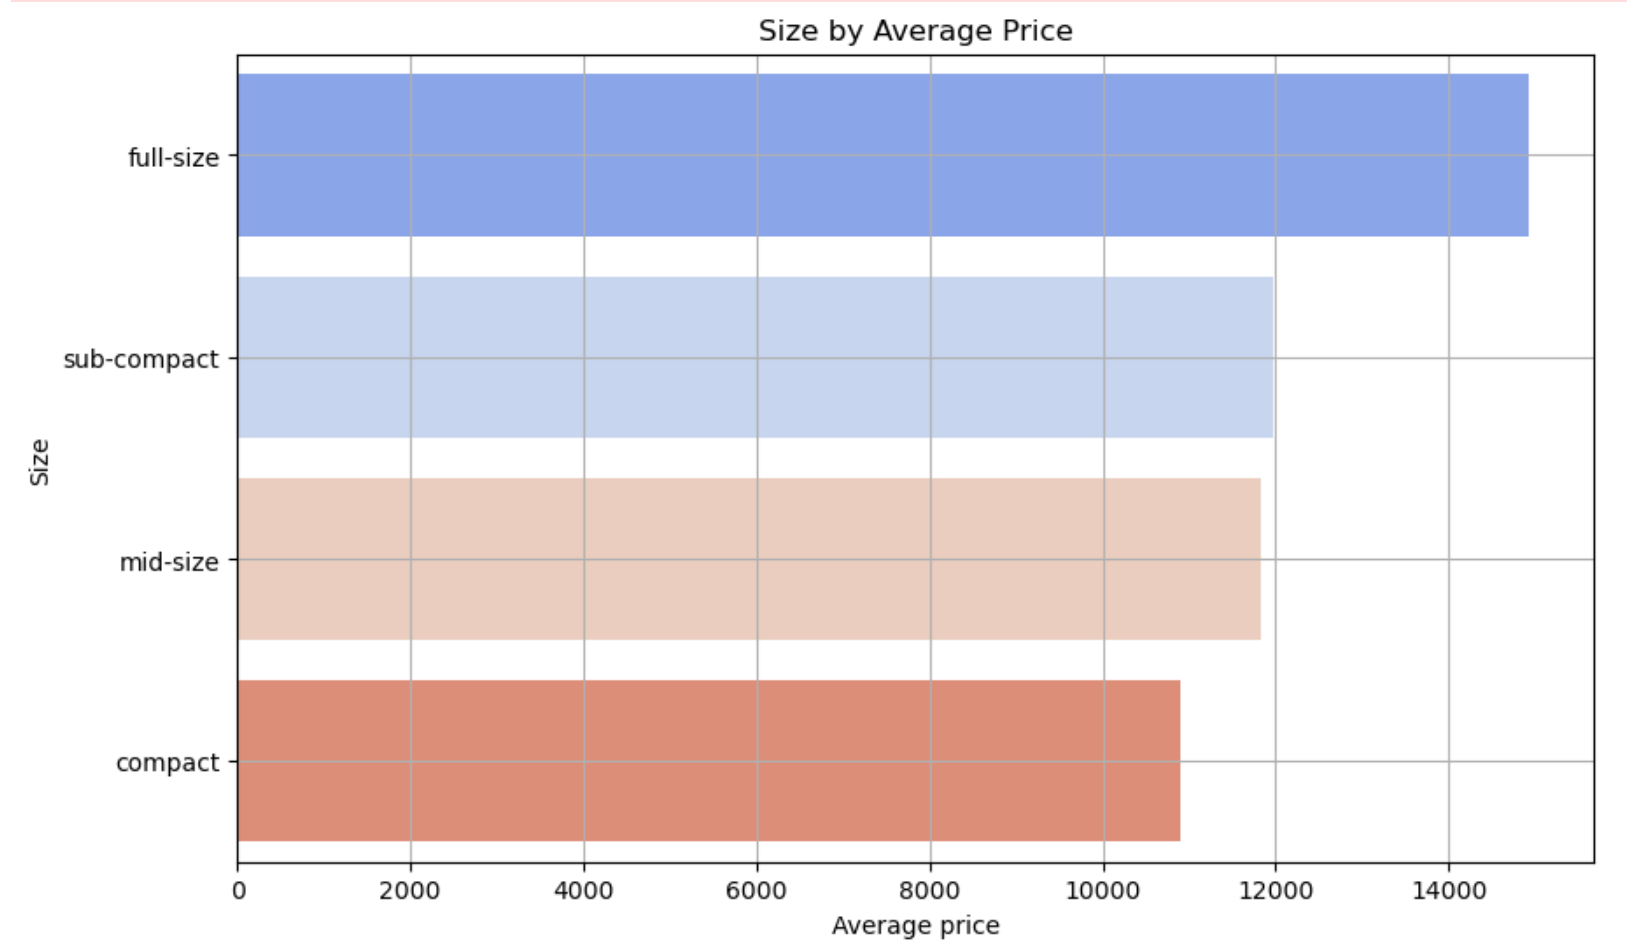 Size by Average Price
full-size
sub-compact
mid-size
compact
Size
0 2000 4000 6000 8000 10000 12000 14000
Average price